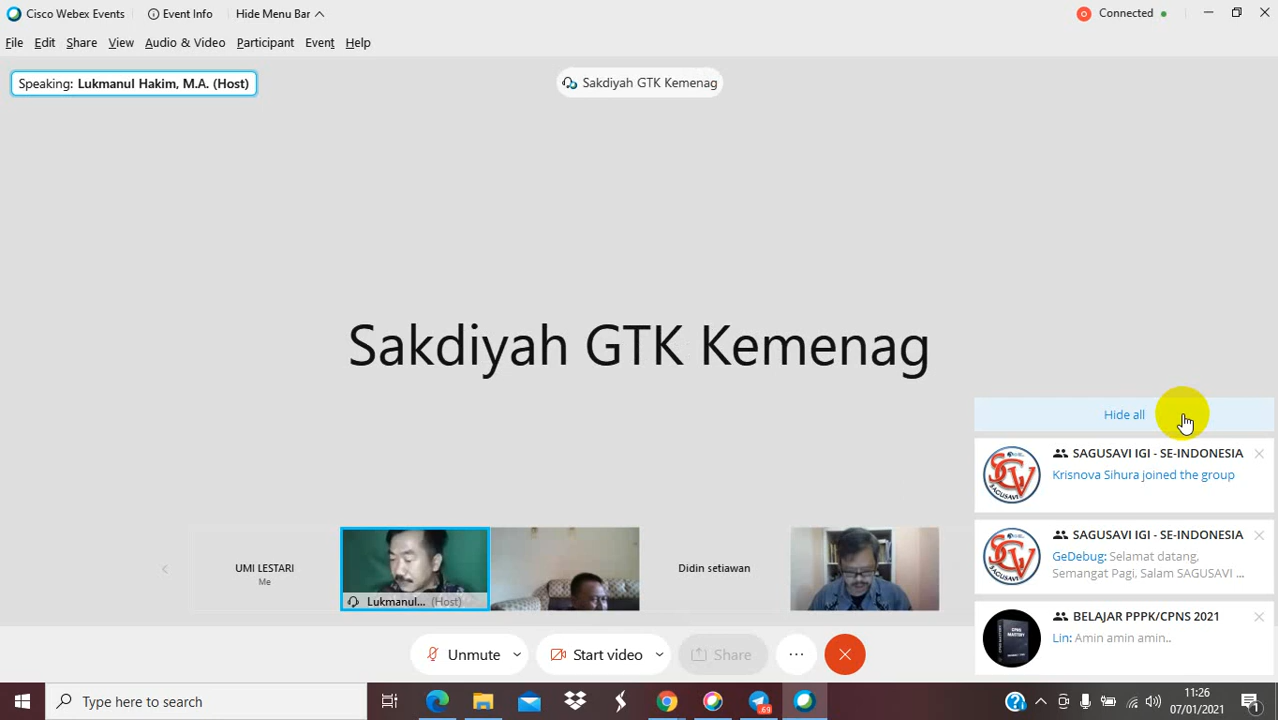 Cisco Webex Events
Event Info
Hide Menu Bar
Connected
File Edit Share View Audio & Video Participant Event Help
Speaking: Lukmanul Hakim, M.A. (Host)
Sakdiyah GTK Kemenag
Sakdiyah GTK Kemenag
Hide all
SAGUSAVI IGI - SE-INDONESIA
Krisnova Sihura joined the group
SAGUSAVI IGI - SE-INDONESIA
GeDebug: Selamat datang,
Semangat Pagi, Salam SAGUSAVI ...
BELAJAR PPPK/CPNS 2021
Lin: Amin amin amin..
UMI LESTARI
Me
Lukmanul... (Host)
Didin setiawan
Unmute
Start video
Share
Type here to search
69
11:26
07/01/2021
1